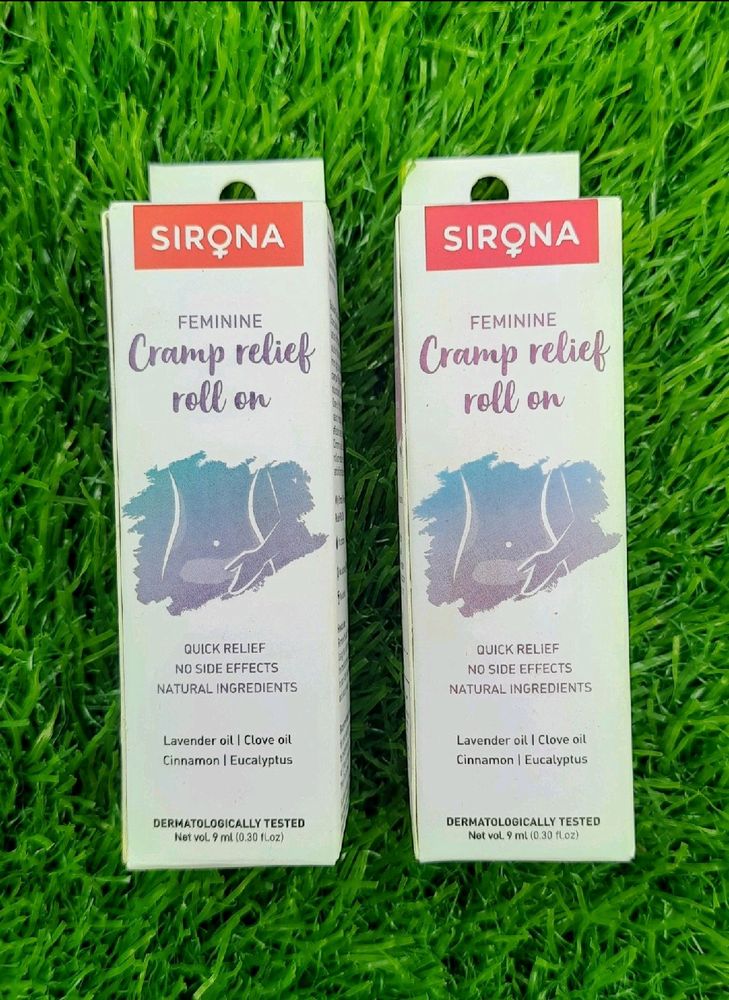 SIRONA
FEMININE
Cramp relief
roll on
QUICK RELIEF
NO SIDE EFFECTS
NATURAL INGREDIENTS
Lavender oil | Clove oil
Cinnamon | Eucalyptus
DERMATOLOGICALLY TESTED
Net vol. 9 ml (0.30 fl.oz)
SIRONA
FEMININE
Cramp relief
roll on
QUICK RELIEF
NO SIDE EFFECTS
NATURAL INGREDIENTS
Lavender oil | Clove oil
Cinnamon | Eucalyptus
DERMATOLOGICALLY TESTED
Net vol. 9 ml (0.30 fl.oz)